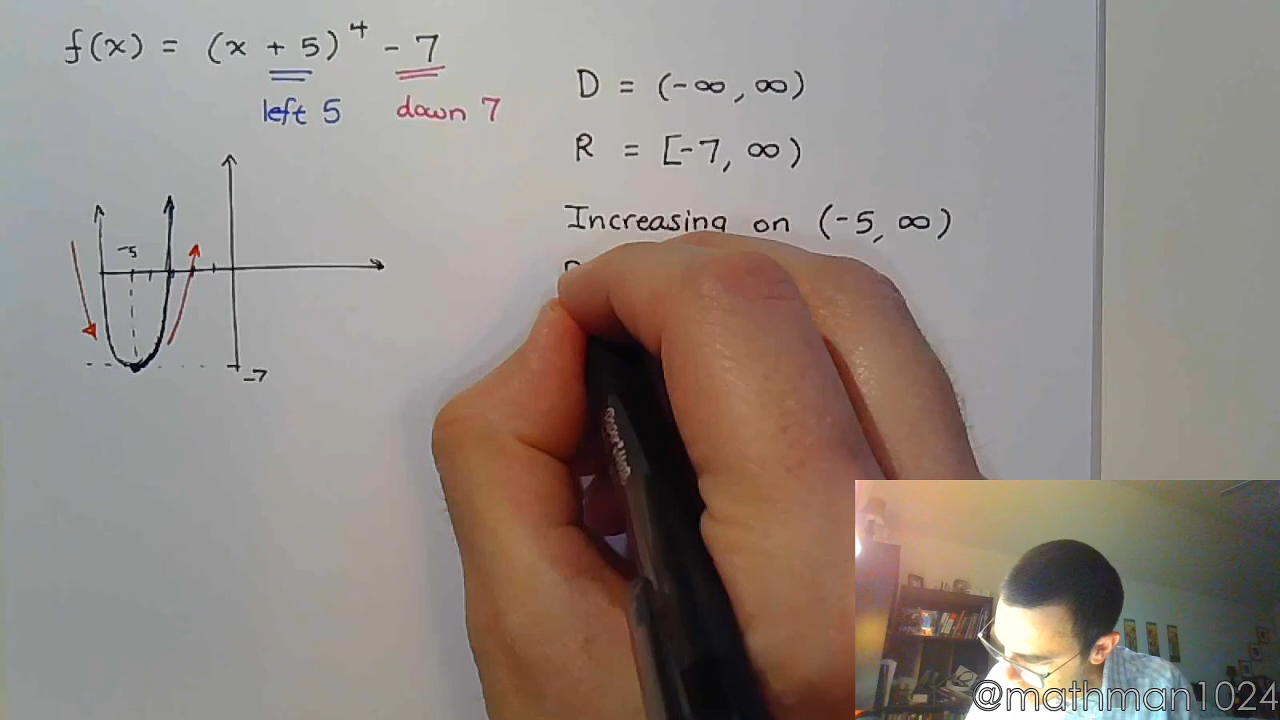 f(x) = (x + 5)⁴ - 7
left 5 down 7
D = (-∞, ∞)
R = [-7, ∞)
Increasing on (-5, ∞)
-5
-7
@mathman1024